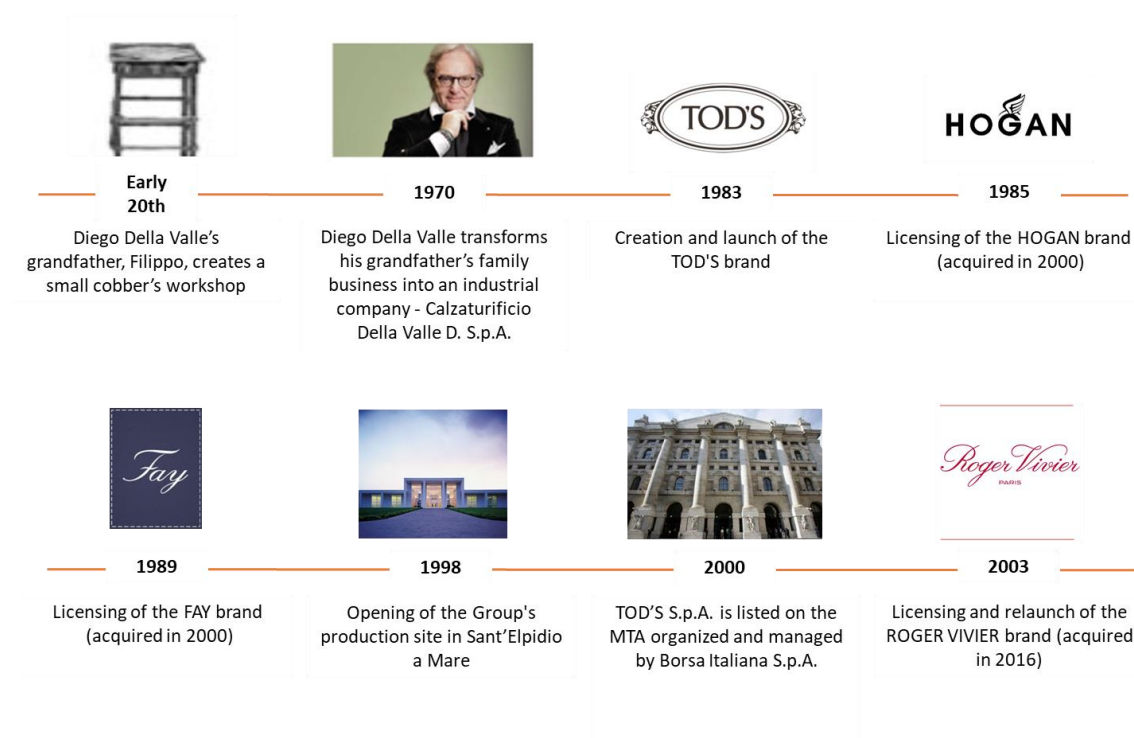 TOD'S
HOGAN
Early
20th
1970
1983
1985
Diego Della Valle’s
grandfather, Filippo, creates a
small cobber’s workshop
Diego Della Valle transforms
his grandfather’s family
business into an industrial
company - Calzaturificio
Della Valle D. S.p.A.
Creation and launch of the
TOD'S brand
Licensing of the HOGAN brand
(acquired in 2000)
Fay
Roger Vivier
PARIS
1989
1998
2000
2003
Licensing of the FAY brand
(acquired in 2000)
Opening of the Group's
production site in Sant’Elpidio
a Mare
TOD’S S.p.A. is listed on the
MTA organized and managed
by Borsa Italiana S.p.A.
Licensing and relaunch of the
ROGER VIVIER brand (acquired
in 2016)